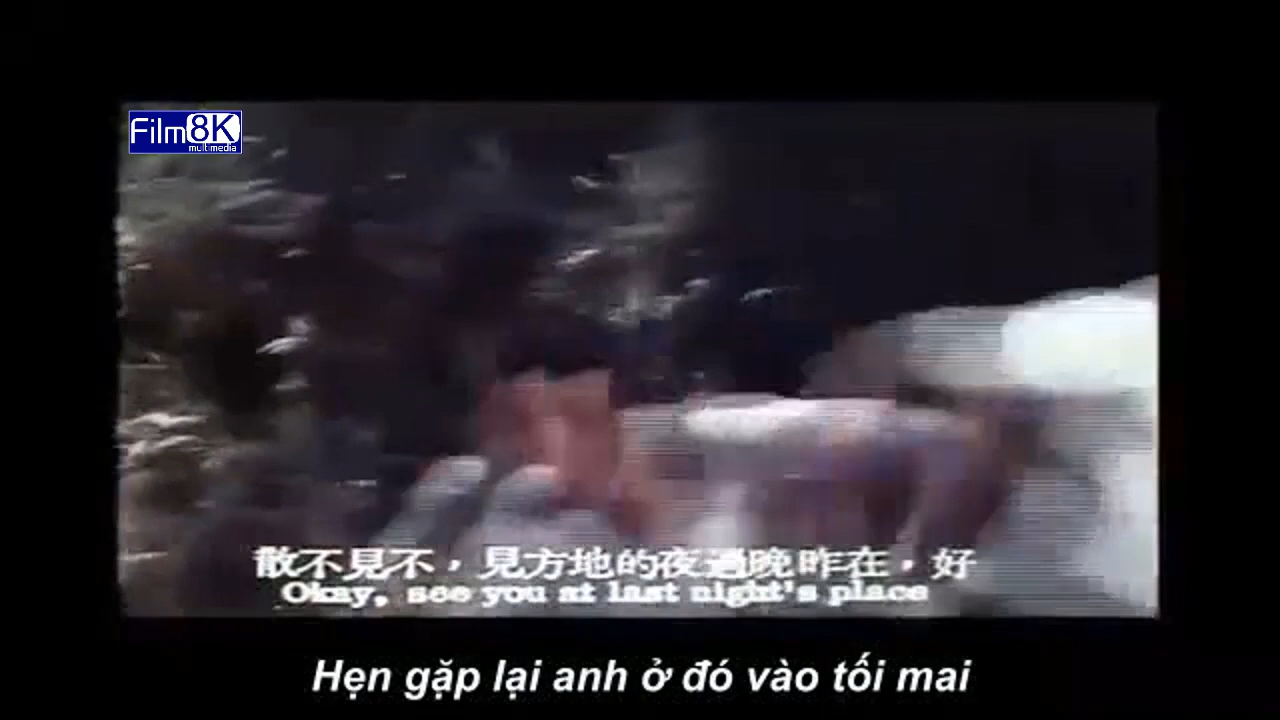 Film8K
multimedia
好，在昨晚過夜的地方見，不見不散
Okay, see you at last night's place
Hẹn gặp lại anh ở đó vào tối mai